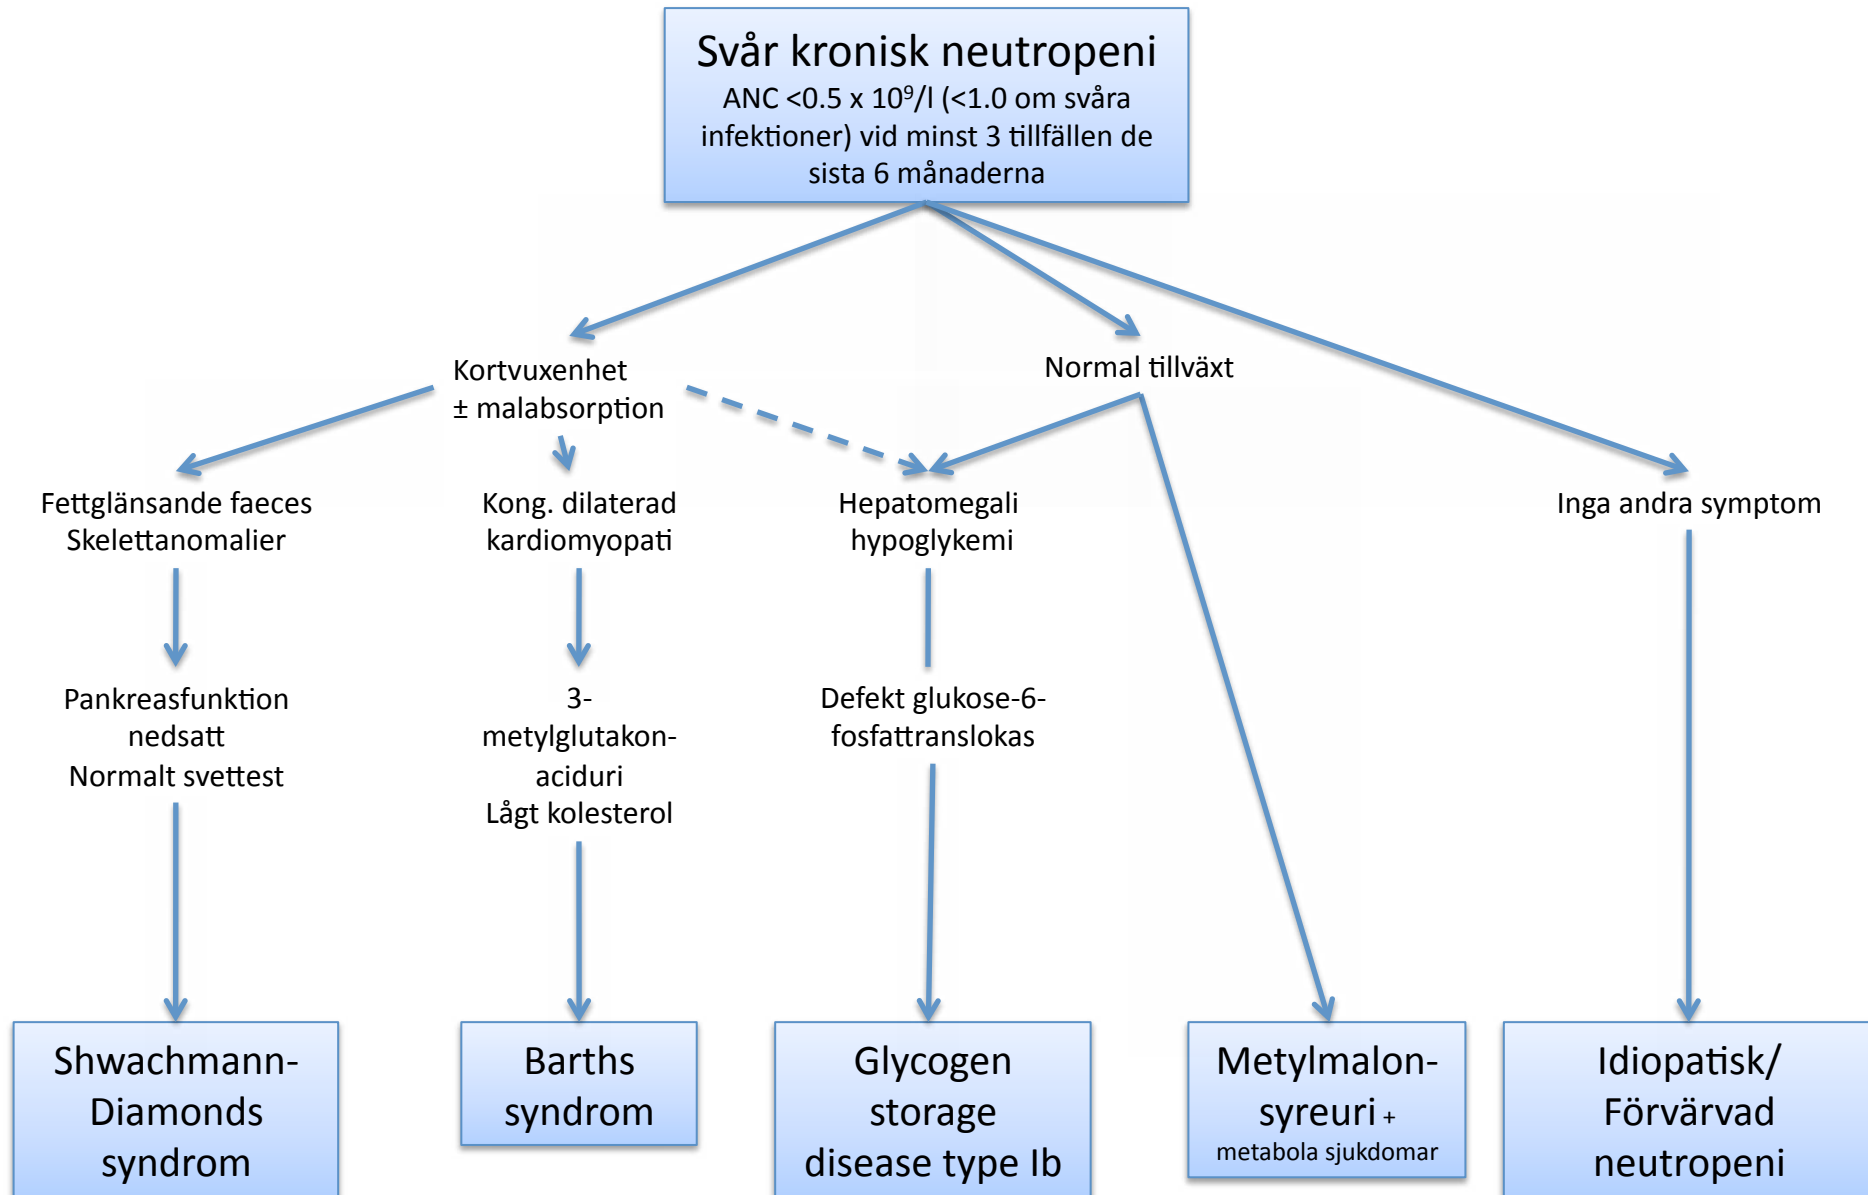 Svår kronisk neutropeni
ANC <0.5 x 10⁹/l (<1.0 om svåra
infektioner) vid minst 3 tillfällen de
sista 6 månaderna
Kortvuxenhet
± malabsorption
Normal tillväxt
Fettglänsande faeces
Skelettanomalier
Kong. dilaterad
kardiomyopati
Hepatomegali
hypoglykemi
Inga andra symptom
Pankreasfunktion
nedsatt
Normalt svettest
3-
metylglutakon-
aciduri
Lågt kolesterol
Defekt glukose-6-
fosfattranslokas
Shwachmann-
Diamonds
syndrom
Barths
syndrom
Glycogen
storage
disease type Ib
Metylmalon-
syreuri +
metabola sjukdomar
Idiopatisk/
Förvärvad
neutropeni